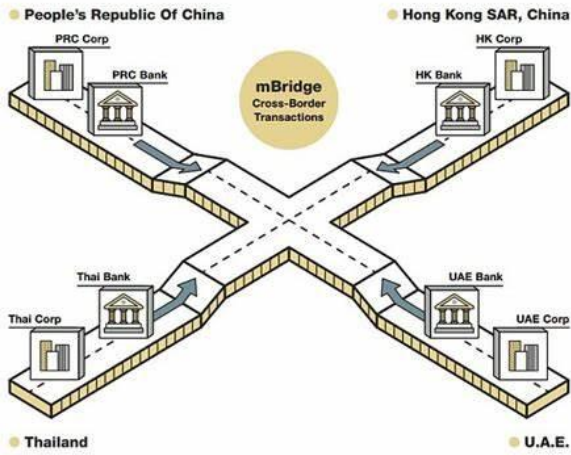 People's Republic Of China
Hong Kong SAR, China
PRC Corp
HK Corp
PRC Bank
HK Bank
mBridge
Cross-Border
Transactions
Thai Bank
UAE Bank
Thai Corp
UAE Corp
Thailand
U.A.E.